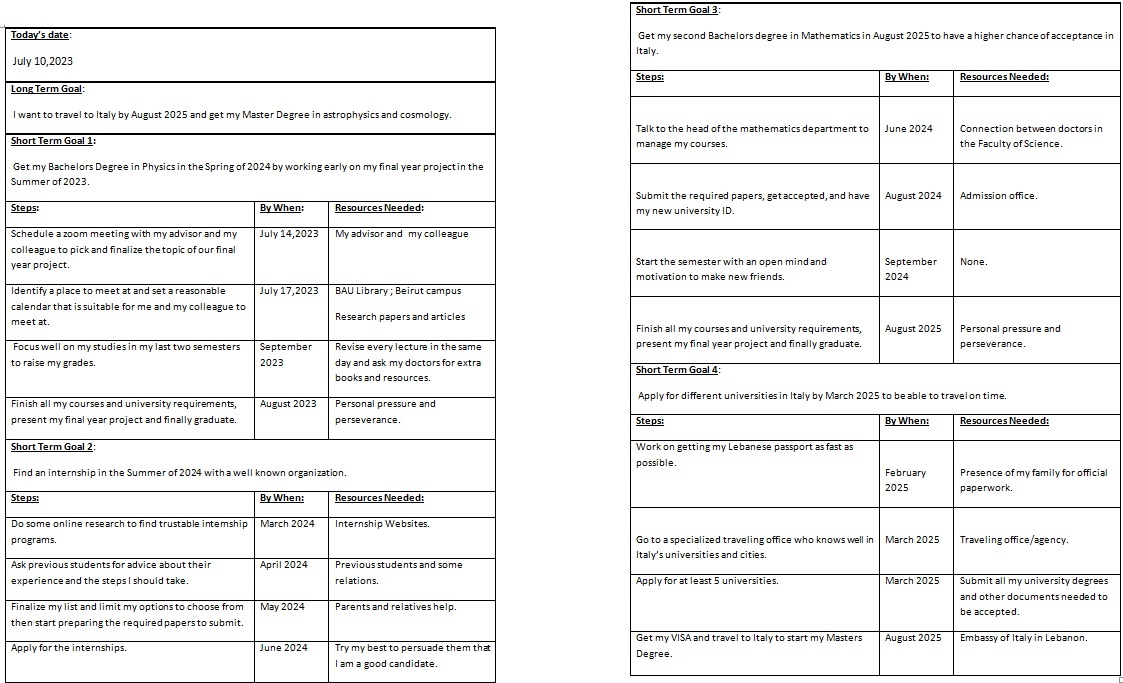 Today's date:
July 10,2023
Long Term Goal:
I want to travel to Italy by August 2025 and get my Master Degree in astrophysics and cosmology.
Short Term Goal 1:
Get my Bachelors Degree in Physics in the Spring of 2024 by working early on my final year project in the
Summer of 2023.
Steps: By When: Resources Needed:
Schedule a zoom meeting with my advisor and my July 14,2023 My advisor and my colleague
colleague to pick and finalize the topic of our final
year project.
Identify a place to meet at and set a reasonable July 17,2023 BAU Library ; Beirut campus
calendar that is suitable for me and my colleague to
meet at. Research papers and articles
Focus well on my studies in my last two semesters September Revise every lecture in the same
to raise my grades. 2023 day and ask my doctors for extra
books and resources.
Finish all my courses and university requirements, August 2023 Personal pressure and
present my final year project and finally graduate. perseverance.
Short Term Goal 2:
Find an internship in the Summer of 2024 with a well known organization.
Steps: By When: Resources Needed:
Do some online research to find trustable internship March 2024 Internship Websites.
programs.
Ask previous students for advice about their April 2024 Previous students and some
experience and the steps I should take. relations.
Finalize my list and limit my options to choose from May 2024 Parents and relatives help.
then start preparing the required papers to submit.
Apply for the internships. June 2024 Try my best to persuade them that
I am a good candidate.
Short Term Goal 3:
Get my second Bachelors degree in Mathematics in August 2025 to have a higher chance of acceptance in
Italy.
Steps: By When: Resources Needed:
Talk to the head of the mathematics department to June 2024 Connection between doctors in
manage my courses. the Faculty of Science.
Submit the required papers, get accepted, and have August 2024 Admission office.
my new university ID.
Start the semester with an open mind and September None.
motivation to make new friends. 2024
Finish all my courses and university requirements, August 2025 Personal pressure and
present my final year project and finally graduate. perseverance.
Short Term Goal 4:
Apply for different universities in Italy by March 2025 to be able to travel on time.
Steps: By When: Resources Needed:
Work on getting my Lebanese passport as fast as
possible.
February Presence of my family for official
2025 paperwork.
Go to a specialized traveling office who knows well in March 2025 Traveling office/agency.
Italy's universities and cities.
Apply for at least 5 universities. March 2025 Submit all my university degrees
and other documents needed to
be accepted.
Get my VISA and travel to Italy to start my Masters August 2025 Embassy of Italy in Lebanon.
Degree.